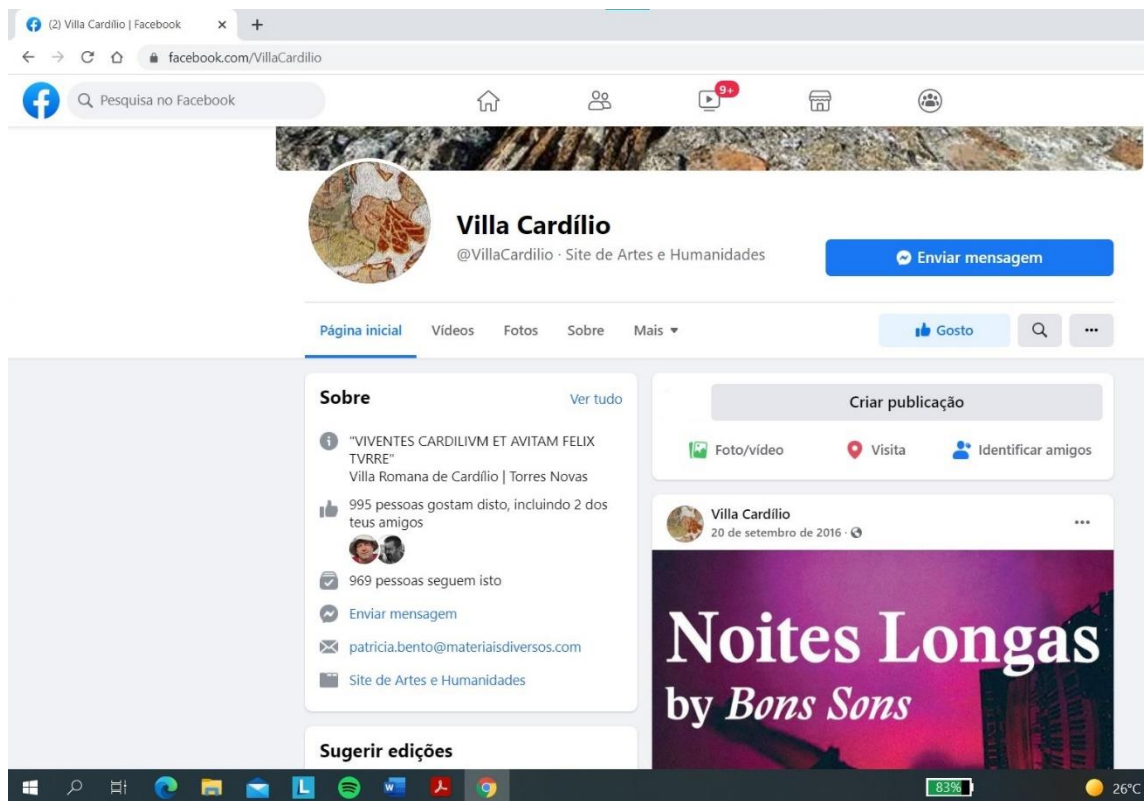 (2) Villa Cardílio | Facebook
facebook.com/VillaCardilio
Pesquisa no Facebook
9+
Villa Cardílio
@VillaCardilio · Site de Artes e Humanidades
Enviar mensagem
Página inicial Vídeos Fotos Sobre Mais
Gosto
Sobre
Ver tudo
"VIVENTES CARDILIVM ET AVITAM FELIX
TVRRE"
Villa Romana de Cardílio | Torres Novas
995 pessoas gostam disto, incluindo 2 dos
teus amigos
969 pessoas seguem isto
Enviar mensagem
patricia.bento@materiaisdiversos.com
Site de Artes e Humanidades
Sugerir edições
Criar publicação
Foto/vídeo Visita Identificar amigos
Villa Cardílio
20 de setembro de 2016 ·
Noites Longas
by Bons Sons
83%
26°C